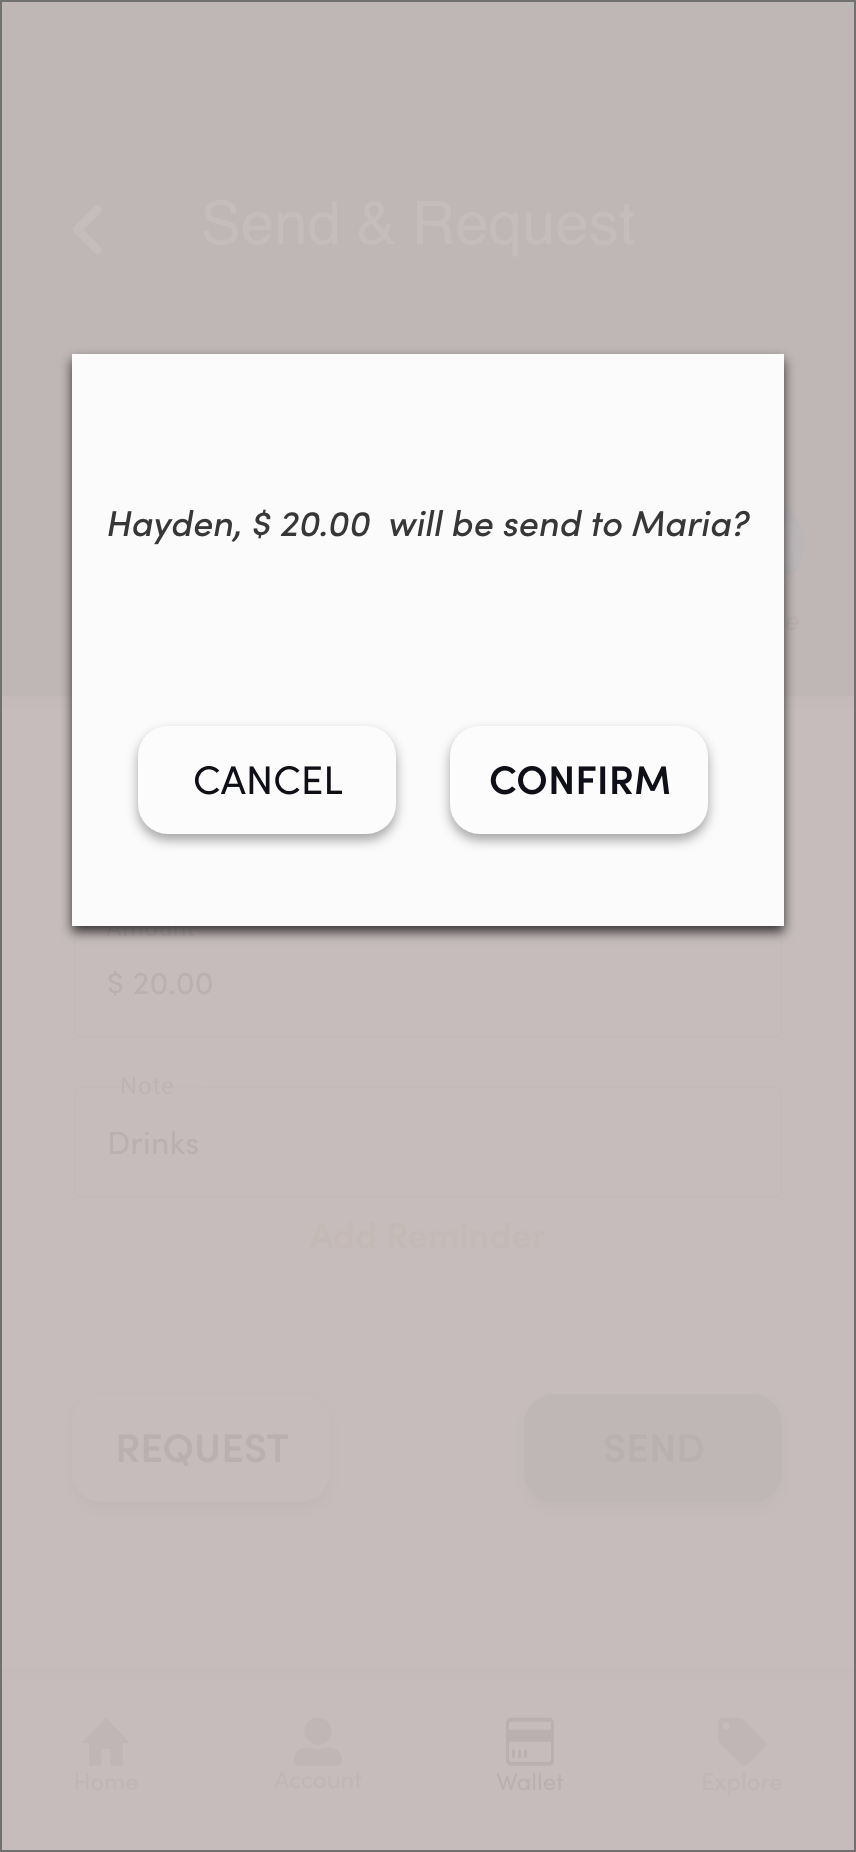 Send & Request
Hayden, $ 20.00 will be send to Maria?
CANCEL
CONFIRM
$ 20.00
Note
Drinks
Add Reminder
REQUEST
SEND
Home
Account
Wallet
Explore